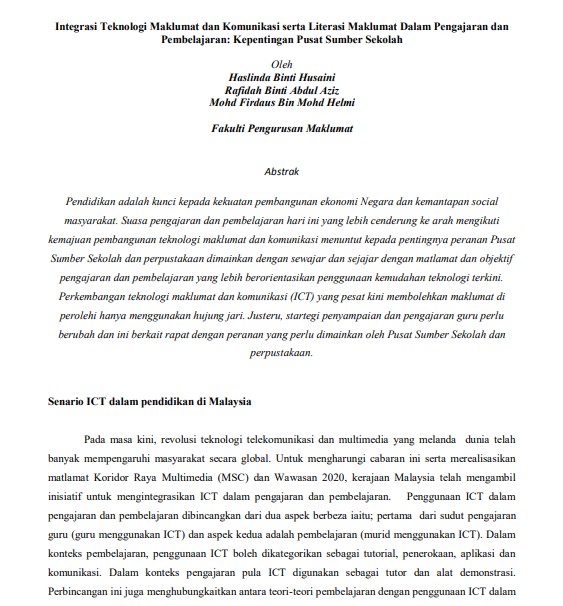 Integrasi Teknologi Maklumat dan Komunikasi serta Literasi Maklumat Dalam Pengajaran dan
Pembelajaran: Kepentingan Pusat Sumber Sekolah
Oleh
Haslinda Binti Husaini
Rafidah Binti Abdul Aziz
Mohd Firdaus Bin Mohd Helmi
Fakulti Pengurusan Maklumat
Abstrak
Pendidikan adalah kunci kepada kekuatan pembangunan ekonomi Negara dan kemantapan social
masyarakat. Suasa pengajaran dan pembelajaran hari ini yang lebih cenderung ke arah mengikuti
kemajuan pembangunan teknologi maklumat dan komunikasi menuntut kepada pentingnya peranan Pusat
Sumber Sekolah dan perpustakaan dimainkan dengan sewajar dan sejajar dengan matlamat dan objektif
pengajaran dan pembelajaran yang lebih berorientasikan penggunaan kemudahan teknologi terkini.
Perkembangan teknologi maklumat dan komunikasi (ICT) yang pesat kini membolehkan maklumat di
perolehi hanya menggunakan hujung jari. Justeru, startegi penyampaian dan pengajaran guru perlu
berubah dan ini berkait rapat dengan peranan yang perlu dimainkan oleh Pusat Sumber Sekolah dan
perpustakaan.
Senario ICT dalam pendidikan di Malaysia
Pada masa kini, revolusi teknologi telekomunikasi dan multimedia yang melanda dunia telah
banyak mempengaruhi masyarakat secara global. Untuk mengharungi cabaran ini serta merealisasikan
matlamat Koridor Raya Multimedia (MSC) dan Wawasan 2020, kerajaan Malaysia telah mengambil
inisiatif untuk mengintegrasikan ICT dalam pengajaran dan pembelajaran. Penggunaan ICT dalam
pengajaran dan pembelajaran dibincangkan dari dua aspek berbeza iaitu; pertama dari sudut pengajaran
guru (guru menggunakan ICT) dan aspek kedua adalah pembelajaran (murid menggunakan ICT). Dalam
konteks pembelajaran, penggunaan ICT boleh dikategorikan sebagai tutorial, penerokaan, aplikasi dan
komunikasi. Dalam konteks pengajaran pula ICT digunakan sebagai tutor dan alat demonstrasi.
Perbincangan ini juga menghubungkaitkan antara teori-teori pembelajaran dengan penggunaan ICT dalam